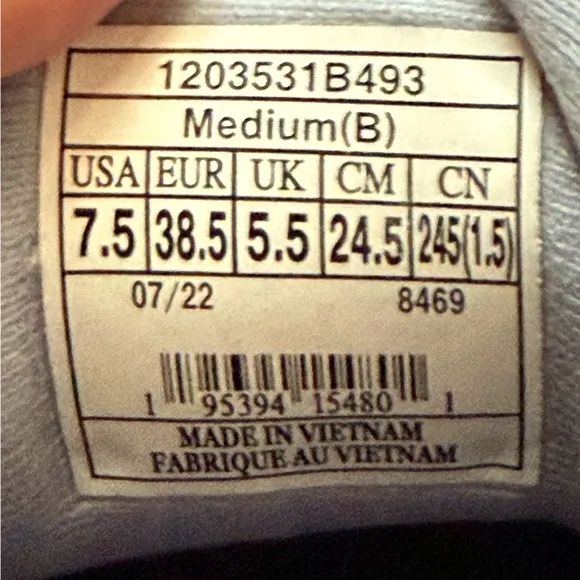 1203531B493
Medium(B)
USA EUR UK CM CN
7.5 38.5 5.5 24.5 245(1.5)
07/22 8469
1 95394 15480 1
MADE IN VIETNAM
FABRIQUE AU VIETNAM